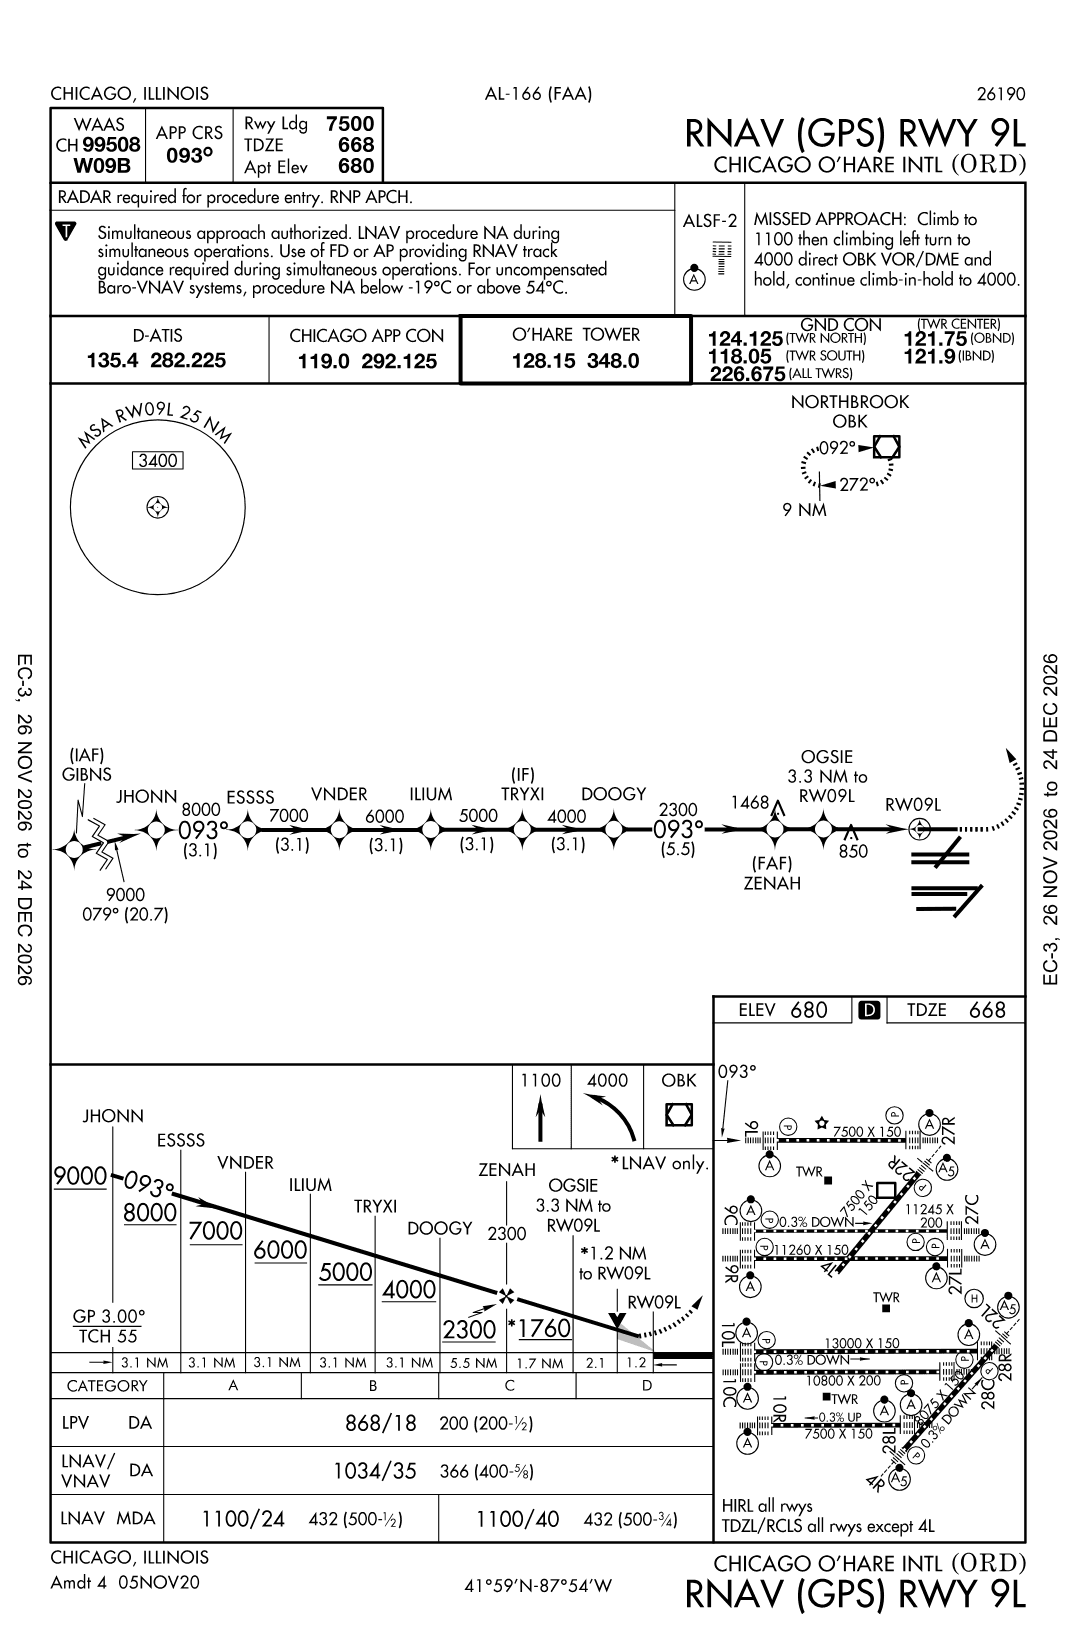 CHICAGO, ILLINOIS
AL-166 (FAA)
26190
WAAS
CH 99508
W09B
APP CRS
093°
Rwy Ldg 7500
TDZE 668
Apt Elev 680
RNAV (GPS) RWY 9L
CHICAGO O'HARE INTL (ORD)
RADAR required for procedure entry. RNP APCH.
T
Simultaneous approach authorized. LNAV procedure NA during
simultaneous operations. Use of FD or AP providing RNAV track
guidance required during simultaneous operations. For uncompensated
Baro-VNAV systems, procedure NA below -19°C or above 54°C.
ALSF-2
A
MISSED APPROACH: Climb to
1100 then climbing left turn to
4000 direct OBK VOR/DME and
hold, continue climb-in-hold to 4000.
D-ATIS
135.4 282.225
CHICAGO APP CON
119.0 292.125
O'HARE TOWER
128.15 348.0
GND CON
124.125 (TWR NORTH)
118.05 (TWR SOUTH)
226.675 (ALL TWRS)
(TWR CENTER)
121.75 (OBND)
121.9 (IBND)
MSA RW09L 25 NM
3400
NORTHBROOK
OBK
092°
272°
9 NM
EC-3, 26 NOV 2026 to 24 DEC 2026
EC-3, 26 NOV 2026 to 24 DEC 2026
(IAF)
GIBNS
9000
079° (20.7)
JHONN
8000
093°
(3.1)
ESSSS
7000
(3.1)
VNDER
6000
(3.1)
ILIUM
5000
(3.1)
(IF)
TRYXI
4000
(3.1)
DOOGY
2300
093°
(5.5)
1468
(FAF)
ZENAH
OGSIE
3.3 NM to
RW09L
850
RW09L
ELEV 680
D
TDZE 668
1100
4000
OBK
*LNAV only.
JHONN
ESSSS
VNDER
ILIUM
TRYXI
DOOGY
ZENAH
2300
OGSIE
3.3 NM to
RW09L
*1.2 NM
to RW09L
RW09L
9000
093°
8000
7000
6000
5000
4000
2300
*1760
GP 3.00°
TCH 55
3.1 NM
3.1 NM
3.1 NM
3.1 NM
3.1 NM
5.5 NM
1.7 NM
2.1
1.2
CATEGORY
A
B
C
D
LPV DA
868/18 200 (200-½)
LNAV/
VNAV DA
1034/35 366 (400-⅝)
LNAV MDA
1100/24 432 (500-½)
1100/40 432 (500-¾)
093°
9L
P
7500 X 150
P
A
27R
A
TWR
22R
A5
P
7500 X
150
4L
9C
A
P
0.3% DOWN
11245 X
200
27C
P
A
9R
A
P
11260 X 150
P
A
27L
TWR
H
A5
22L
10L
A
P
13000 X 150
P
A
28R
0.3% DOWN
P
10800 X 200
P
28C
10C
A
TWR
A
A
10R
A
0.3% UP
7500 X 150
28L
8075 X 150
0.3% DOWN
P
P
4R
A5
HIRL all rwys
TDZL/RCLS all rwys except 4L
CHICAGO, ILLINOIS
Amdt 4 05NOV20
41°59'N-87°54'W
CHICAGO O'HARE INTL (ORD)
RNAV (GPS) RWY 9L